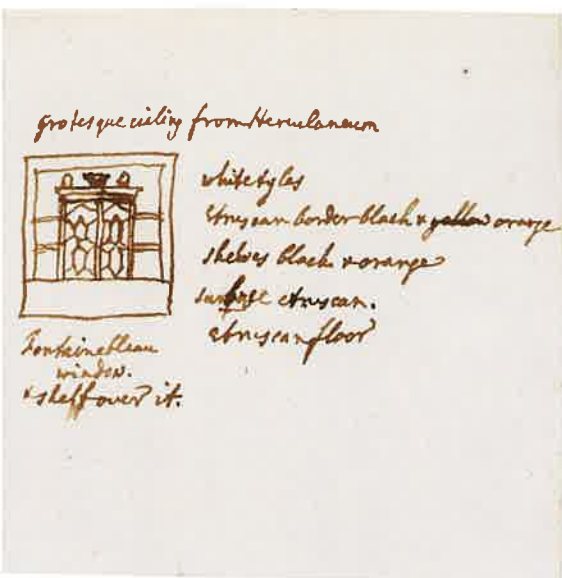 grotesque ceiling from Herculaneum
white tyles
etruscan border black & yellow orange
shelves black & orange
etruscan.
etruscan floor
Fontainebleau
window.
& shelf over it.